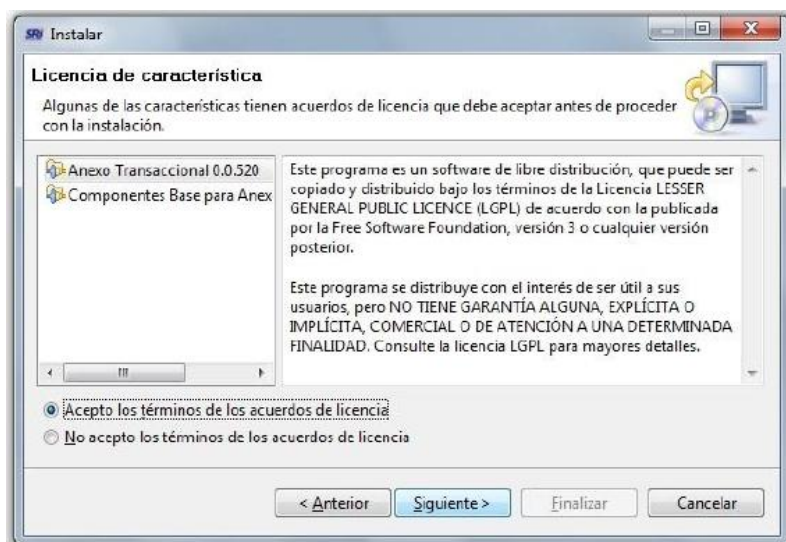 SRi Instalar
Licencia de característica
Algunas de las características tienen acuerdos de licencia que debe aceptar antes de proceder
con la instalación.
Anexo Transaccional 0.0.520
Componentes Base para Anex
Este programa es un software de libre distribución, que puede ser
copiado y distribuido bajo los términos de la Licencia LESSER
GENERAL PUBLIC LICENCE (LGPL) de acuerdo con la publicada
por la Free Software Foundation, versión 3 o cualquier versión
posterior.
Este programa se distribuye con el interés de ser útil a sus
usuarios, pero NO TIENE GARANTÍA ALGUNA, EXPLÍCITA O
IMPLÍCITA, COMERCIAL O DE ATENCIÓN A UNA DETERMINADA
FINALIDAD. Consulte la licencia LGPL para mayores detalles.
Acepto los términos de los acuerdos de licencia
No acepto los términos de los acuerdos de licencia
< Anterior
Siguiente >
Finalizar
Cancelar